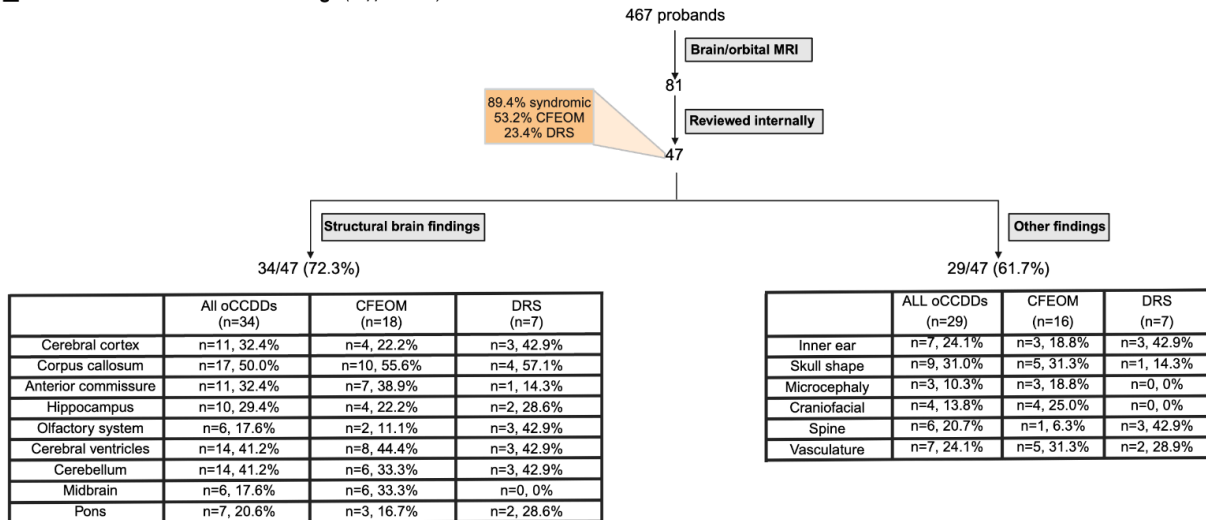 467 probands
Brain/orbital MRI
81
89.4% syndromic
53.2% CFEOM
23.4% DRS
Reviewed internally
47
Structural brain findings
34/47 (72.3%)
All oCCDDs (n=34) CFEOM (n=18) DRS (n=7)
Cerebral cortex n=11, 32.4% n=4, 22.2% n=3, 42.9%
Corpus callosum n=17, 50.0% n=10, 55.6% n=4, 57.1%
Anterior commissure n=11, 32.4% n=7, 38.9% n=1, 14.3%
Hippocampus n=10, 29.4% n=4, 22.2% n=2, 28.6%
Olfactory system n=6, 17.6% n=2, 11.1% n=3, 42.9%
Cerebral ventricles n=14, 41.2% n=8, 44.4% n=3, 42.9%
Cerebellum n=14, 41.2% n=6, 33.3% n=3, 42.9%
Midbrain n=6, 17.6% n=6, 33.3% n=0, 0%
Pons n=7, 20.6% n=3, 16.7% n=2, 28.6%
Other findings
29/47 (61.7%)
ALL oCCDDs (n=29) CFEOM (n=16) DRS (n=7)
Inner ear n=7, 24.1% n=3, 18.8% n=3, 42.9%
Skull shape n=9, 31.0% n=5, 31.3% n=1, 14.3%
Microcephaly n=3, 10.3% n=3, 18.8% n=0, 0%
Craniofacial n=4, 13.8% n=4, 25.0% n=0, 0%
Spine n=6, 20.7% n=1, 6.3% n=3, 42.9%
Vasculature n=7, 24.1% n=5, 31.3% n=2, 28.9%